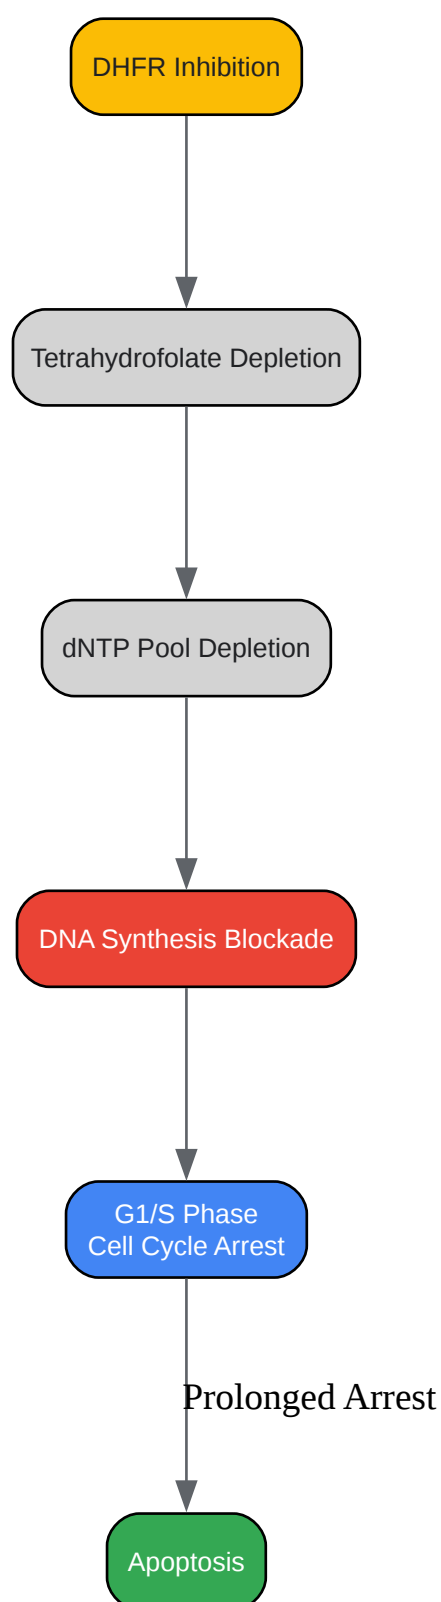 DHFR Inhibition
Tetrahydrofolate Depletion
dNTP Pool Depletion
DNA Synthesis Blockade
G1/S Phase
Cell Cycle Arrest
Prolonged Arrest
Apoptosis